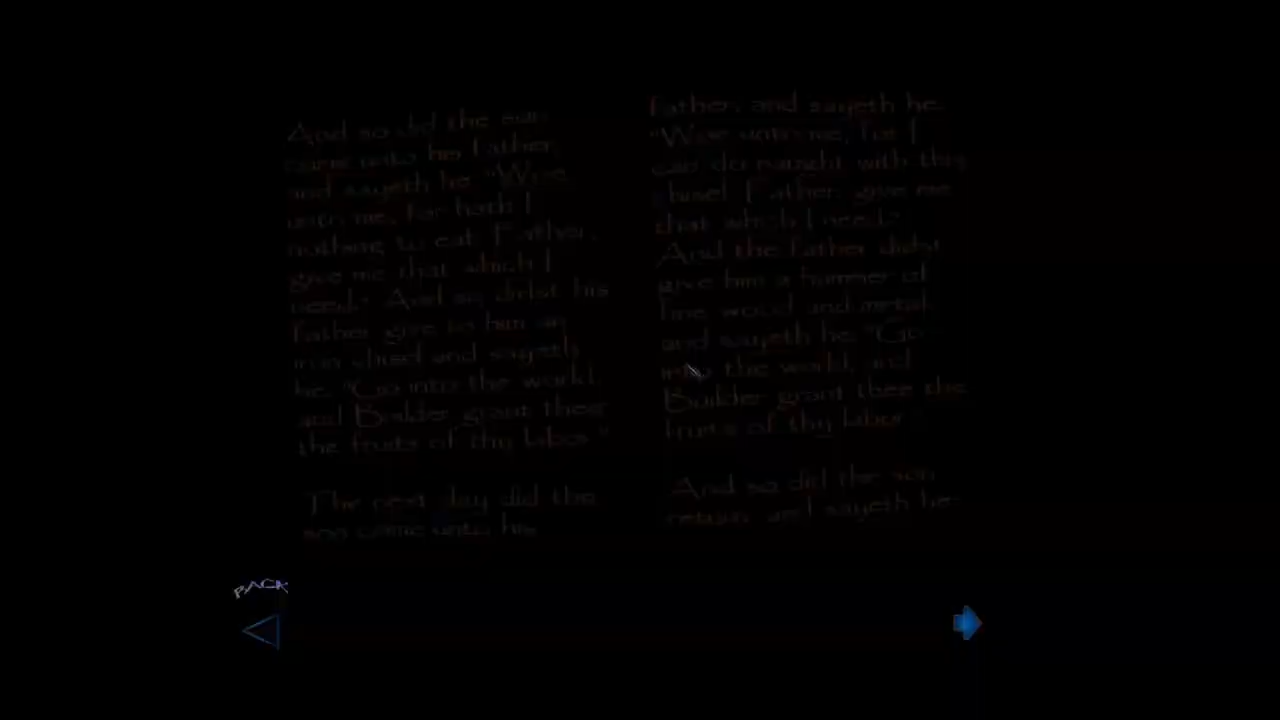 And so did the son
came unto his father,
and sayeth he: "Woe
unto me, for hath I
nothing to eat. Father,
give me that which I
need." And so didst his
father give to him an
iron chisel and sayeth
he: "Go into the world
and Builder grant thee
the fruits of thy labor."
The next day did the
son came unto his
father, and sayeth he:
"Woe unto me, for I
can do naught with this
chisel. Father, give me
that which I need."
And the father didst
give him a hammer of
fine wood and metal,
and sayeth he: "Go
into the world, and
Builder grant thee the
fruits of thy labor.
And so did the son
return and sayeth he:
BACK